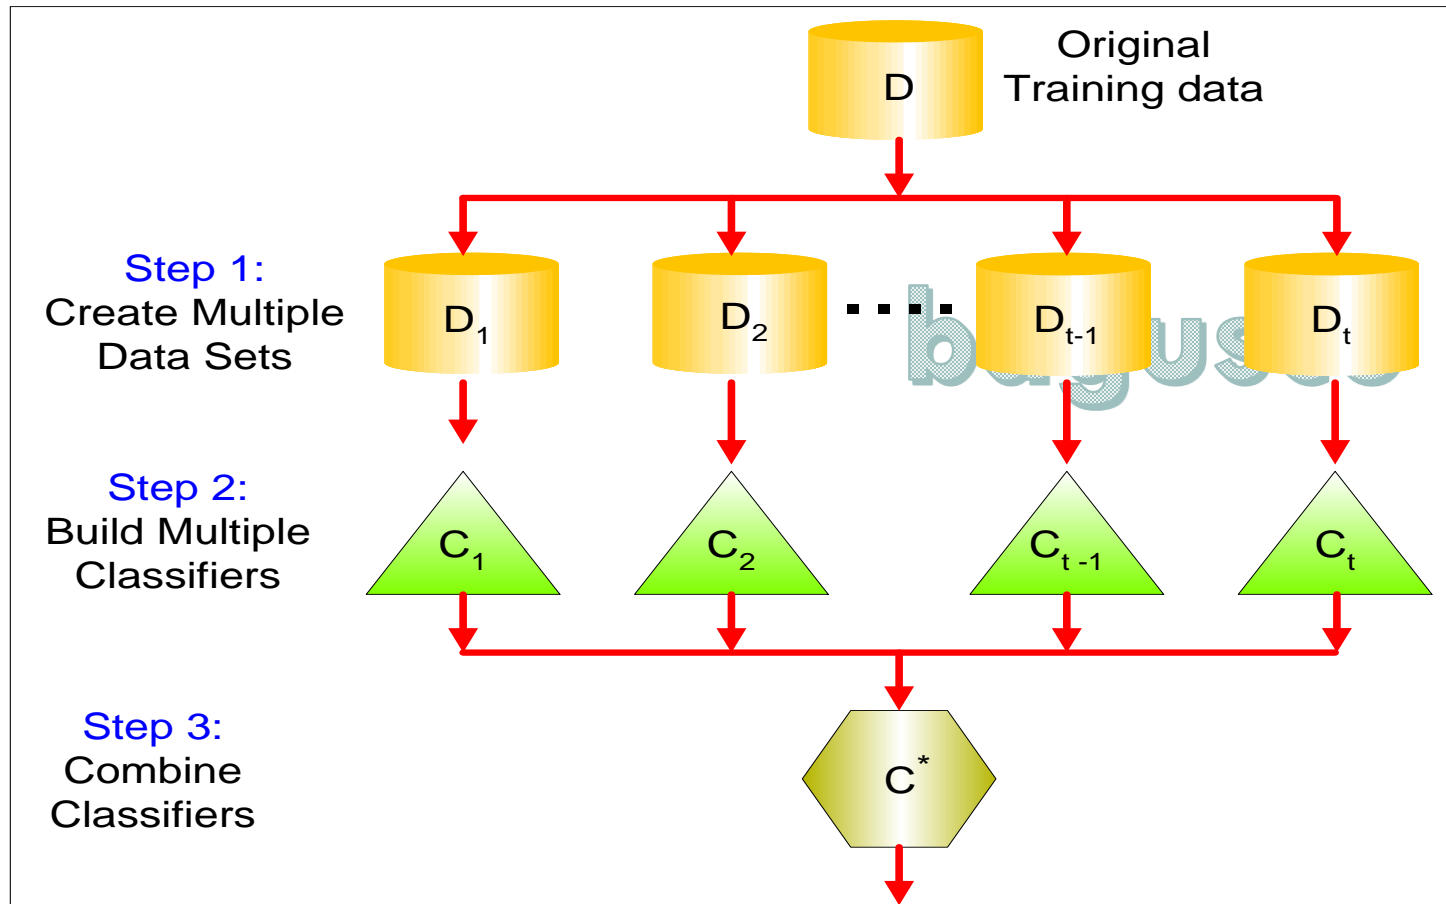 D
Original
Training data
Step 1:
Create Multiple
Data Sets
D1
D2
....
Dt-1
Dt
Step 2:
Build Multiple
Classifiers
C1
C2
Ct -1
Ct
Step 3:
Combine
Classifiers
C*